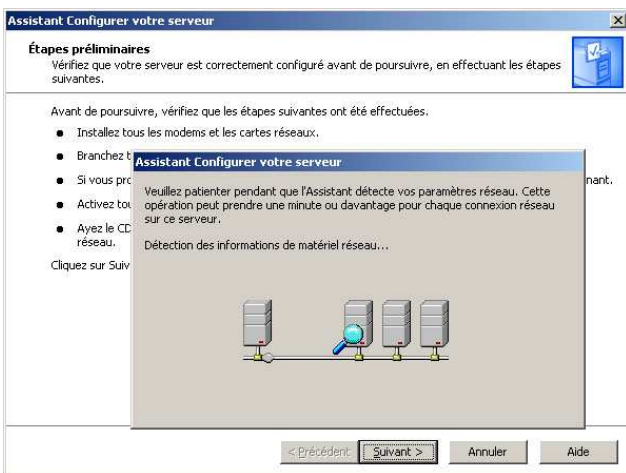 Assistant Configurer votre serveur
Étapes préliminaires
Vérifiez que votre serveur est correctement configuré avant de poursuivre, en effectuant les étapes
suivantes.
Avant de poursuivre, vérifiez que les étapes suivantes ont été effectuées.
Installez tous les modems et les cartes réseaux.
Branchez t
Si vous pro
nant.
Activez tou
Ayez le CD
réseau.
Cliquez sur Suiv
Assistant Configurer votre serveur
Veuillez patienter pendant que l'Assistant détecte vos paramètres réseau. Cette
opération peut prendre une minute ou davantage pour chaque connexion réseau
sur ce serveur.
Détection des informations de matériel réseau...
< Précédent
Suivant >
Annuler
Aide